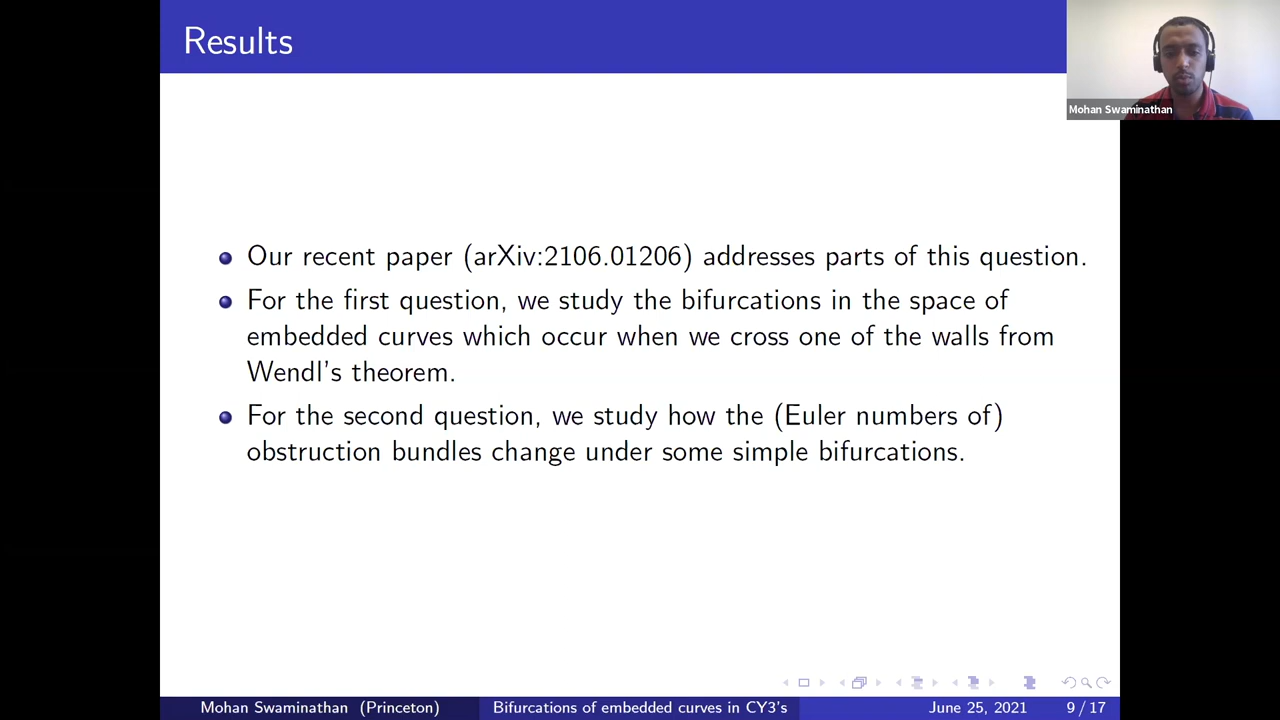 Results
Mohan Swaminathan
Our recent paper (arXiv:2106.01206) addresses parts of this question.
For the first question, we study the bifurcations in the space of
embedded curves which occur when we cross one of the walls from
Wendl's theorem.
For the second question, we study how the (Euler numbers of)
obstruction bundles change under some simple bifurcations.
Mohan Swaminathan (Princeton) Bifurcations of embedded curves in CY3's June 25, 2021 9 / 17